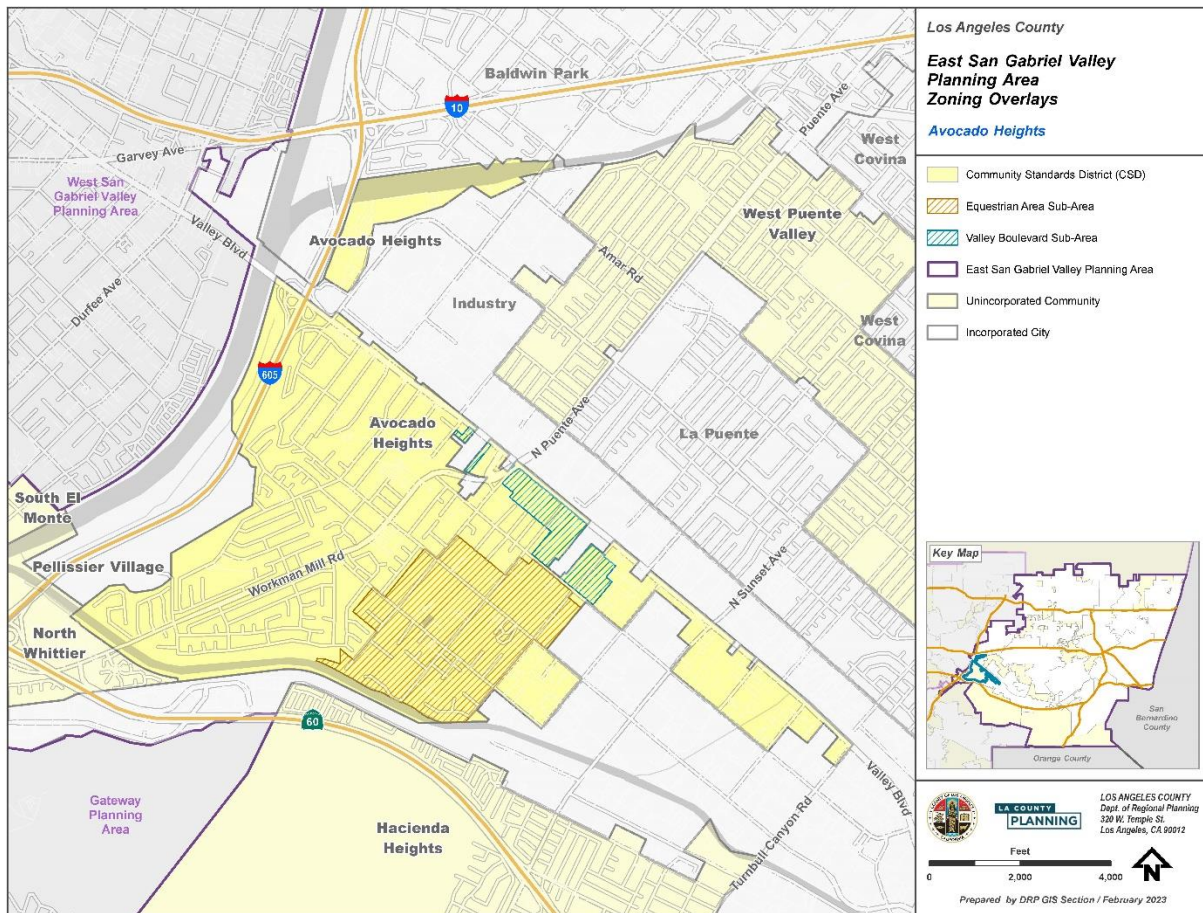 Baldwin Park
10
Garvey Ave
Puente Ave
West
Covina
West San
Gabriel Valley
Planning Area
Valley Blvd
Avocado Heights
West Puente
Valley
Durfee Ave
Amar Rd
Industry
West
Covina
605
Avocado
Heights
N Puente Ave
La Puente
South El
Monte
Pellissier Village
Workman Mill Rd
N Sunset Ave
North
Whittier
60
Valley Blvd
Gateway
Planning
Area
Hacienda
Heights
Turnbull Canyon Rd
Los Angeles County
East San Gabriel Valley
Planning Area
Zoning Overlays
Avocado Heights
Community Standards District (CSD)
Equestrian Area Sub-Area
Valley Boulevard Sub-Area
East San Gabriel Valley Planning Area
Unincorporated Community
Incorporated City
Key Map
San
Bernardino
County
Orange County
LA COUNTY
PLANNING
LOS ANGELES COUNTY
Dept. of Regional Planning
320 W. Temple St.
Los Angeles, CA 90012
Feet
0 2,000 4,000
N
Prepared by DRP GIS Section / February 2023